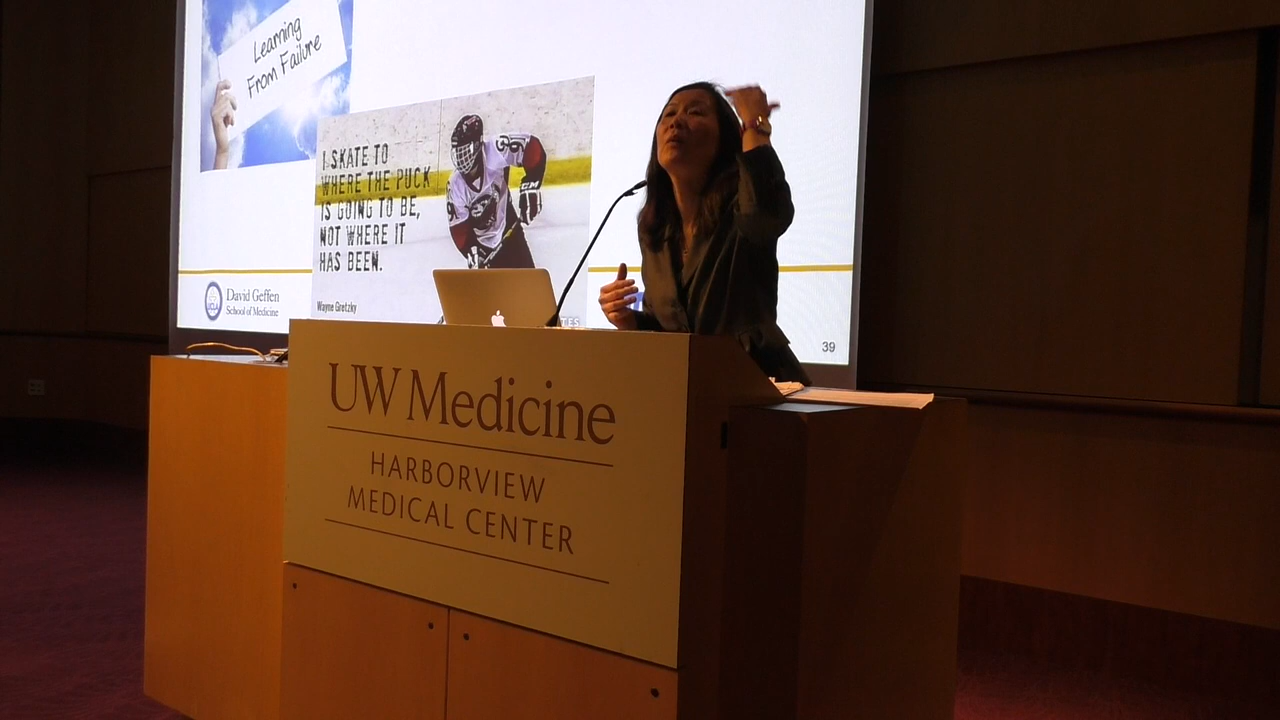 Learning
From Failure
I SKATE TO
WHERE THE PUCK
IS GOING TO BE,
NOT WHERE IT
HAS BEEN.
Wayne Gretzky
UCLA
David Geffen
School of Medicine
39
UW Medicine
HARBORVIEW
MEDICAL CENTER